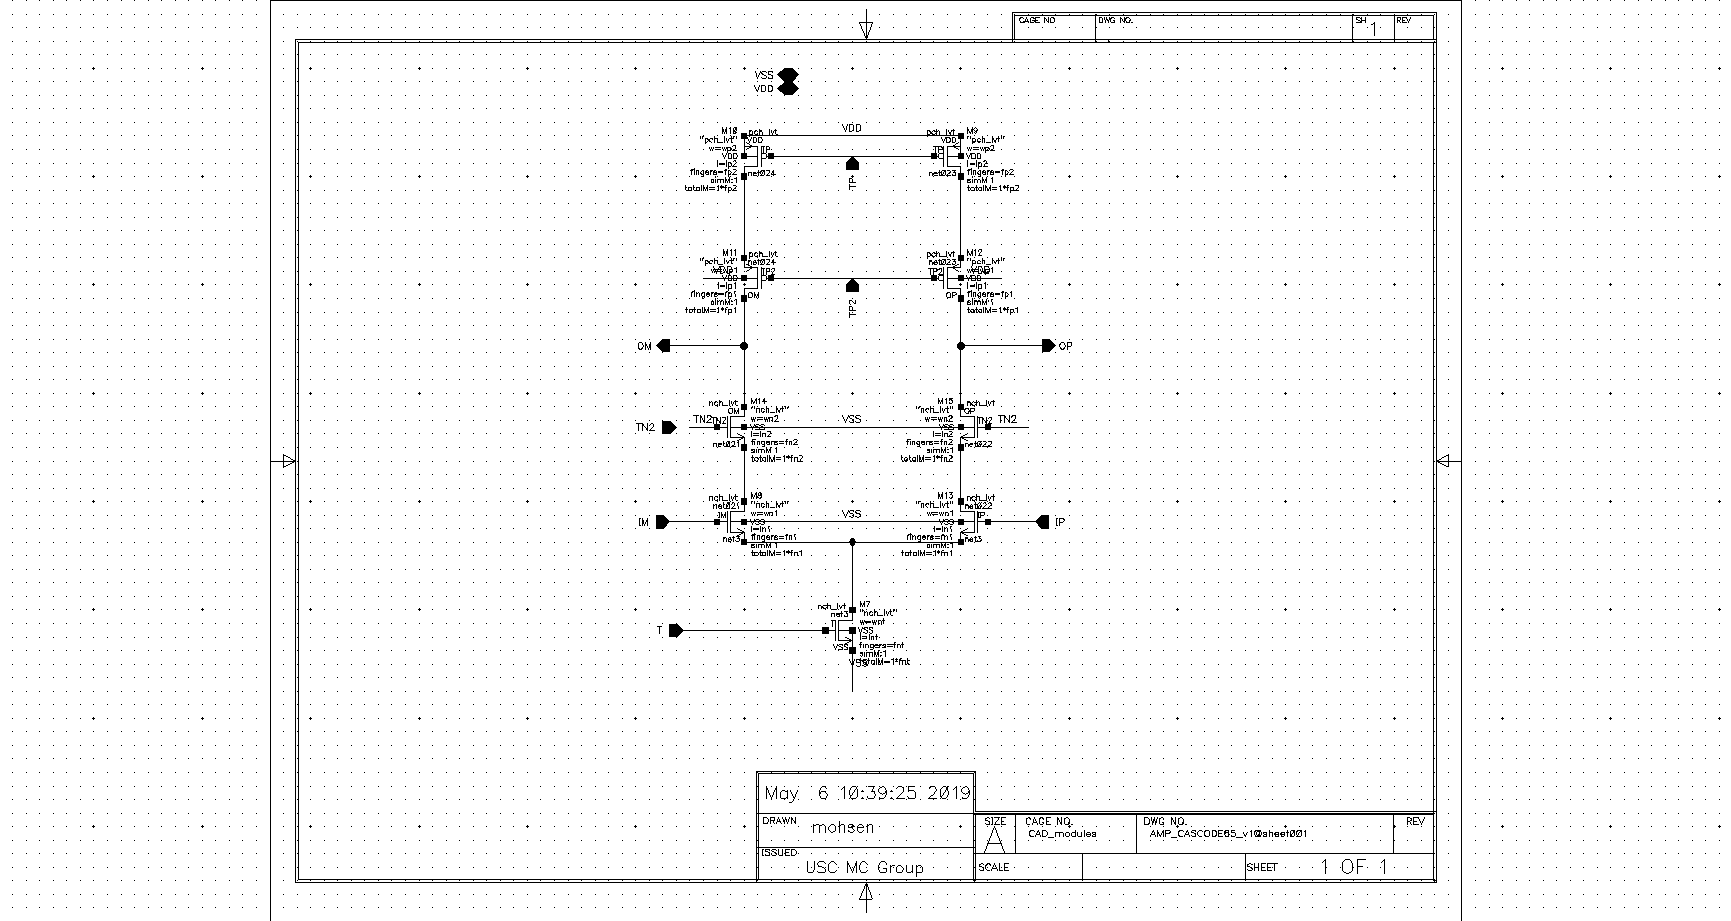 CAGE NO DWG NO. SH 1 REV
VSS
VDD
M10 pch_lvt VDD pch_lvt M9
"pch_lvt" VDD VDD "pch_lvt"
w=wp2 w=wp2
VDD TP TP VDD
l=lp2 l=lp2
fingers=fp2 net024 net023 fingers=fp2
simM:1 TP simM:1
totalM=1*fp2 totalM=1*fp2
M11 pch_lvt pch_lvt M12
"pch_lvt" net024 net023 "pch_lvt"
VDD TP2 TP2 VDD
l=lp1 l=lp1
fingers=fp1 OM OP fingers=fp1
simM:1 simM:1
totalM=1*fp1 TP2 totalM=1*fp1
OM OP
nch_lvt M14 M15 nch_lvt
OM "nch_lvt" "nch_lvt" OP
w=wn2 VSS w=wn2
TN2 TN2 TN2 VSS VSS TN2 TN2
l=ln2 l=ln2
net021 fingers=fn2 fingers=fn2 net022
simM:1 simM:1
totalM=1*fn2 totalM=1*fn2
nch_lvt M8 M13 nch_lvt
net021 "nch_lvt" "nch_lvt" net022
w=wn1 VSS w=wn1
IM IM VSS VSS IP IP
l=ln1 l=ln1
net3 fingers=fn1 fingers=fn1 net3
simM:1 simM:1
totalM=1*fn1 totalM=1*fn1
nch_lvt M7
net3 "nch_lvt"
w=wnt
T T VSS
l=lnt
VSS fingers=fnt
simM:1
VSS totalM=1*fnt
May 6 10:39:25 2019
DRAWN mohsen
ISSUED USC MC Group
SIZE A CAGE NO. CAD_modules DWG NO. AMP_CASCODE65_v1@sheet001 REV
SCALE SHEET 1 OF 1